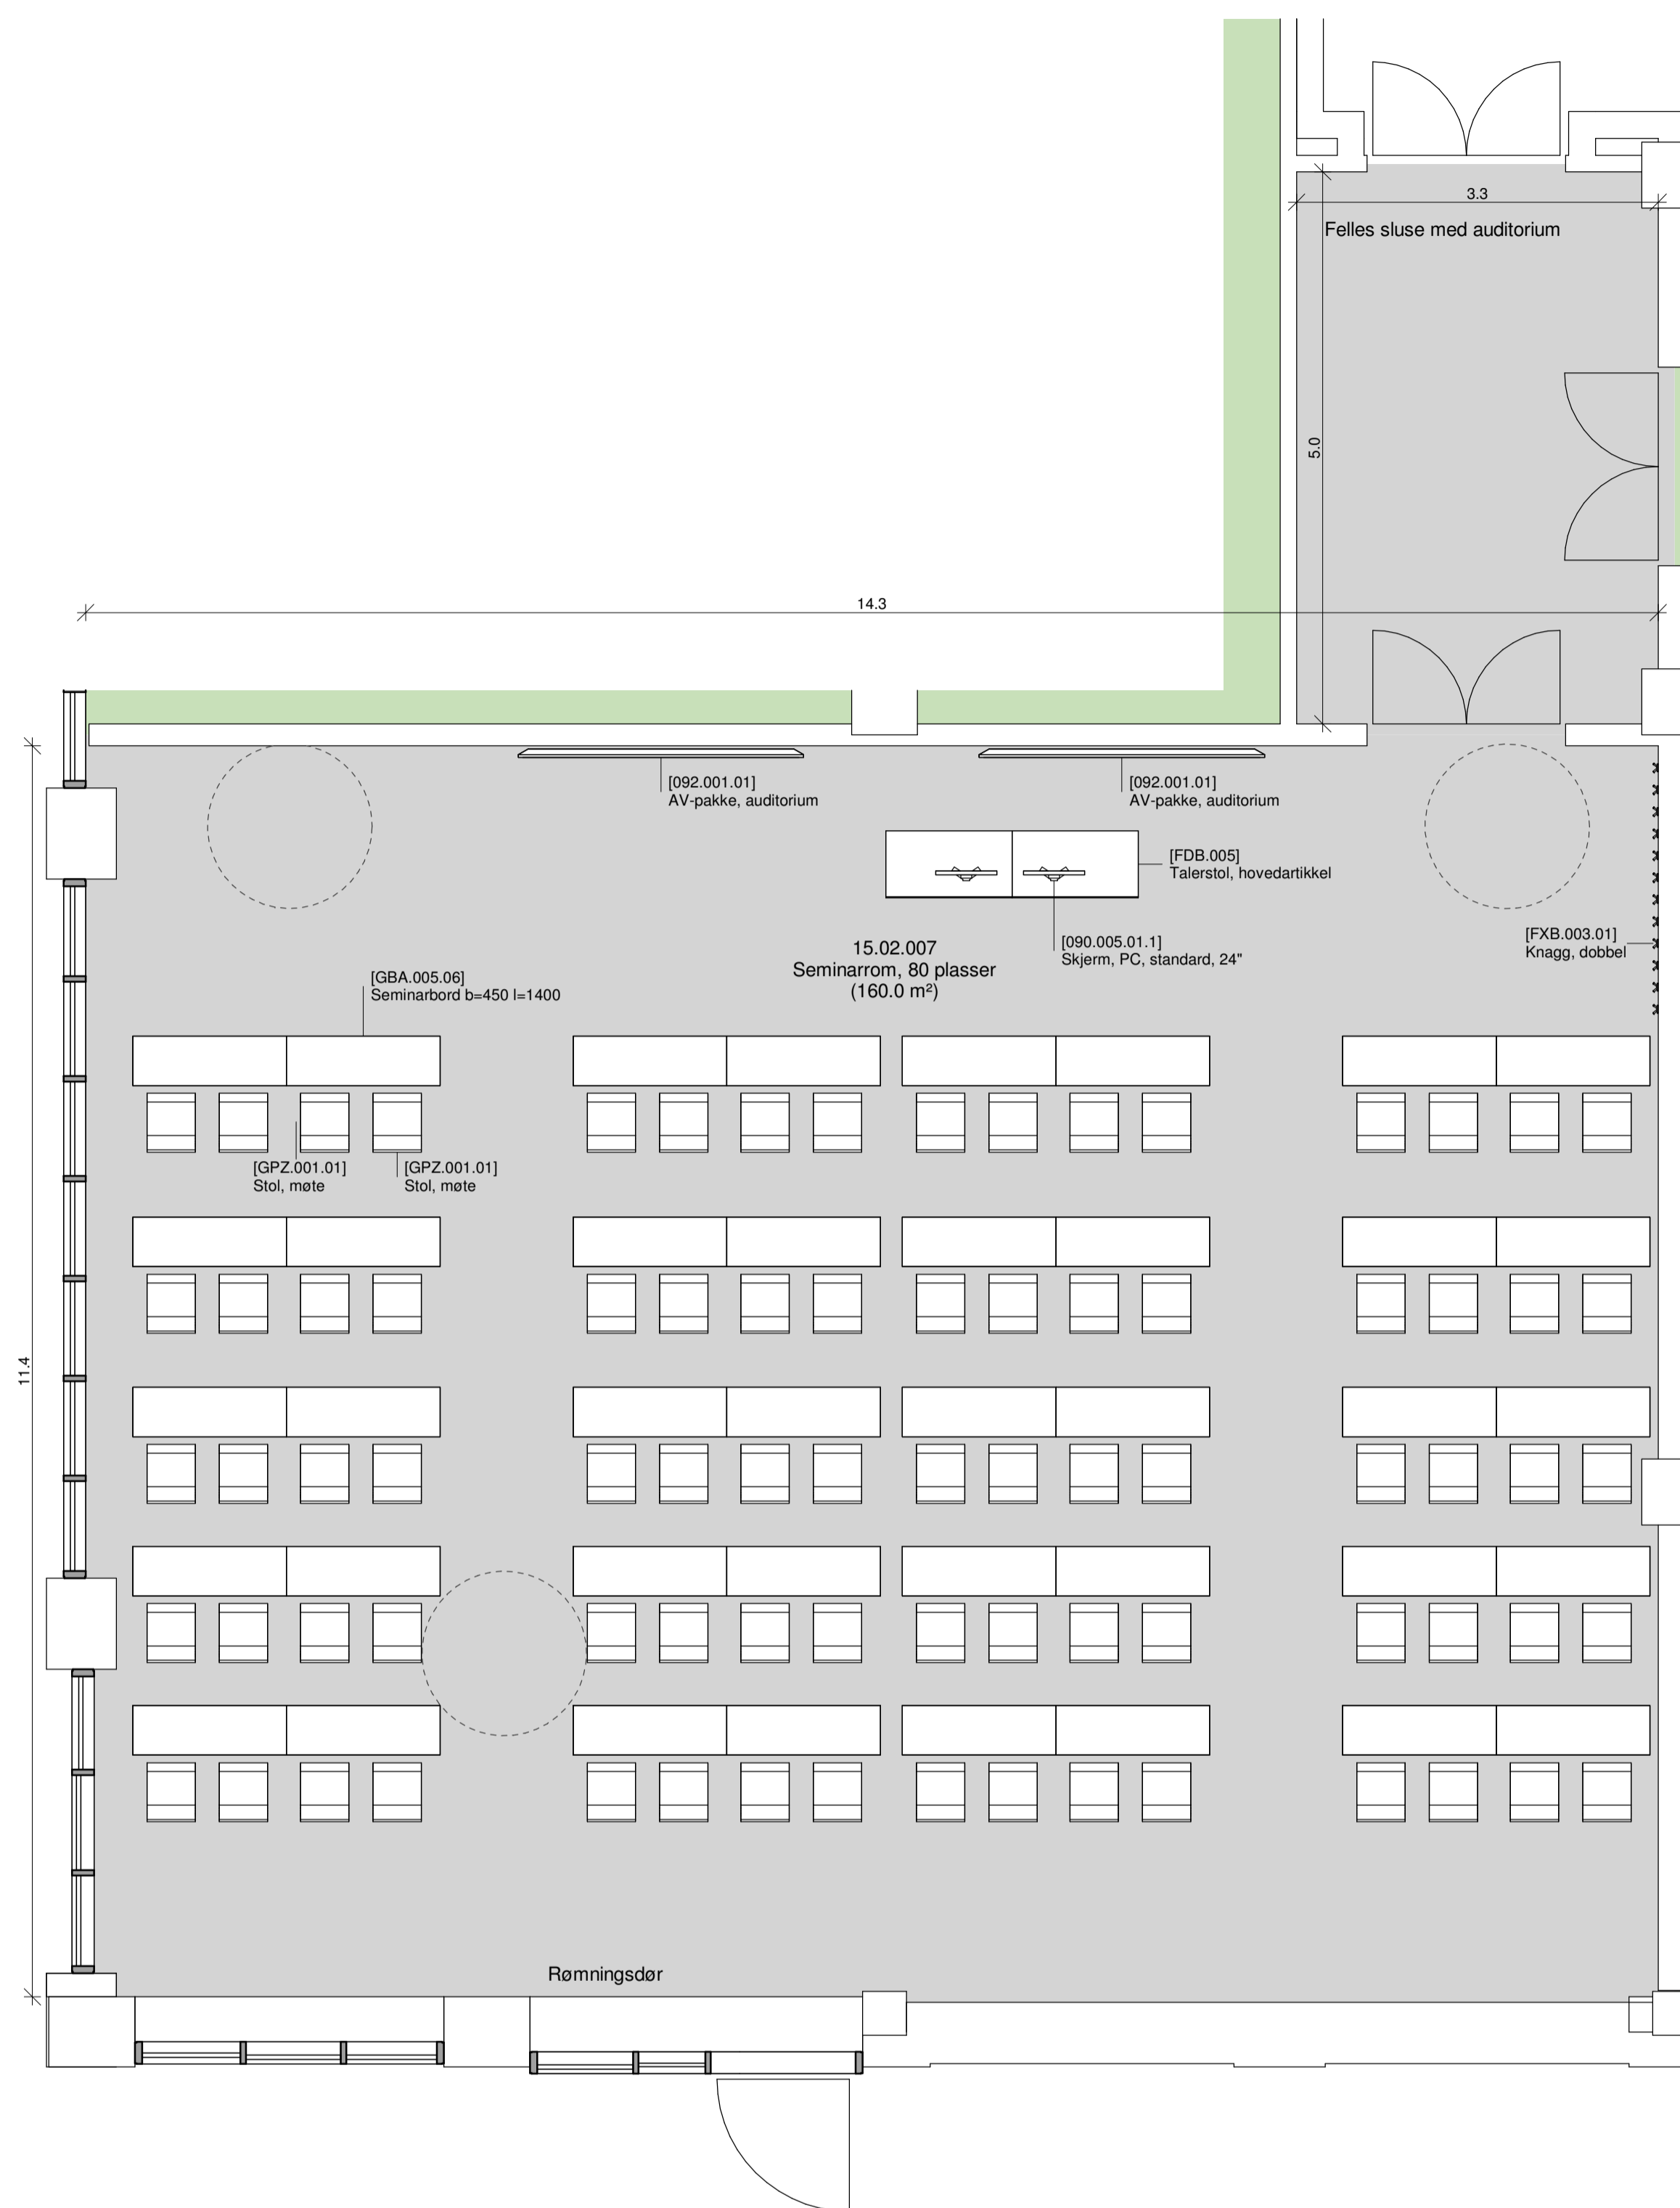 3.3
Felles sluse med auditorium
5.0
14.3
[092.001.01]
AV-pakke, auditorium
[092.001.01]
AV-pakke, auditorium
[FDB.005]
Talerstol, hovedartikkel
[FXB.003.01]
Knagg, dobbel
[090.005.01.1]
Skjerm, PC, standard, 24"
15.02.007
Seminarrom, 80 plasser
(160.0 m²)
[GBA.005.06]
Seminarbord b=450 l=1400
[GPZ.001.01]
Stol, møte
[GPZ.001.01]
Stol, møte
11.4
Rømningsdør